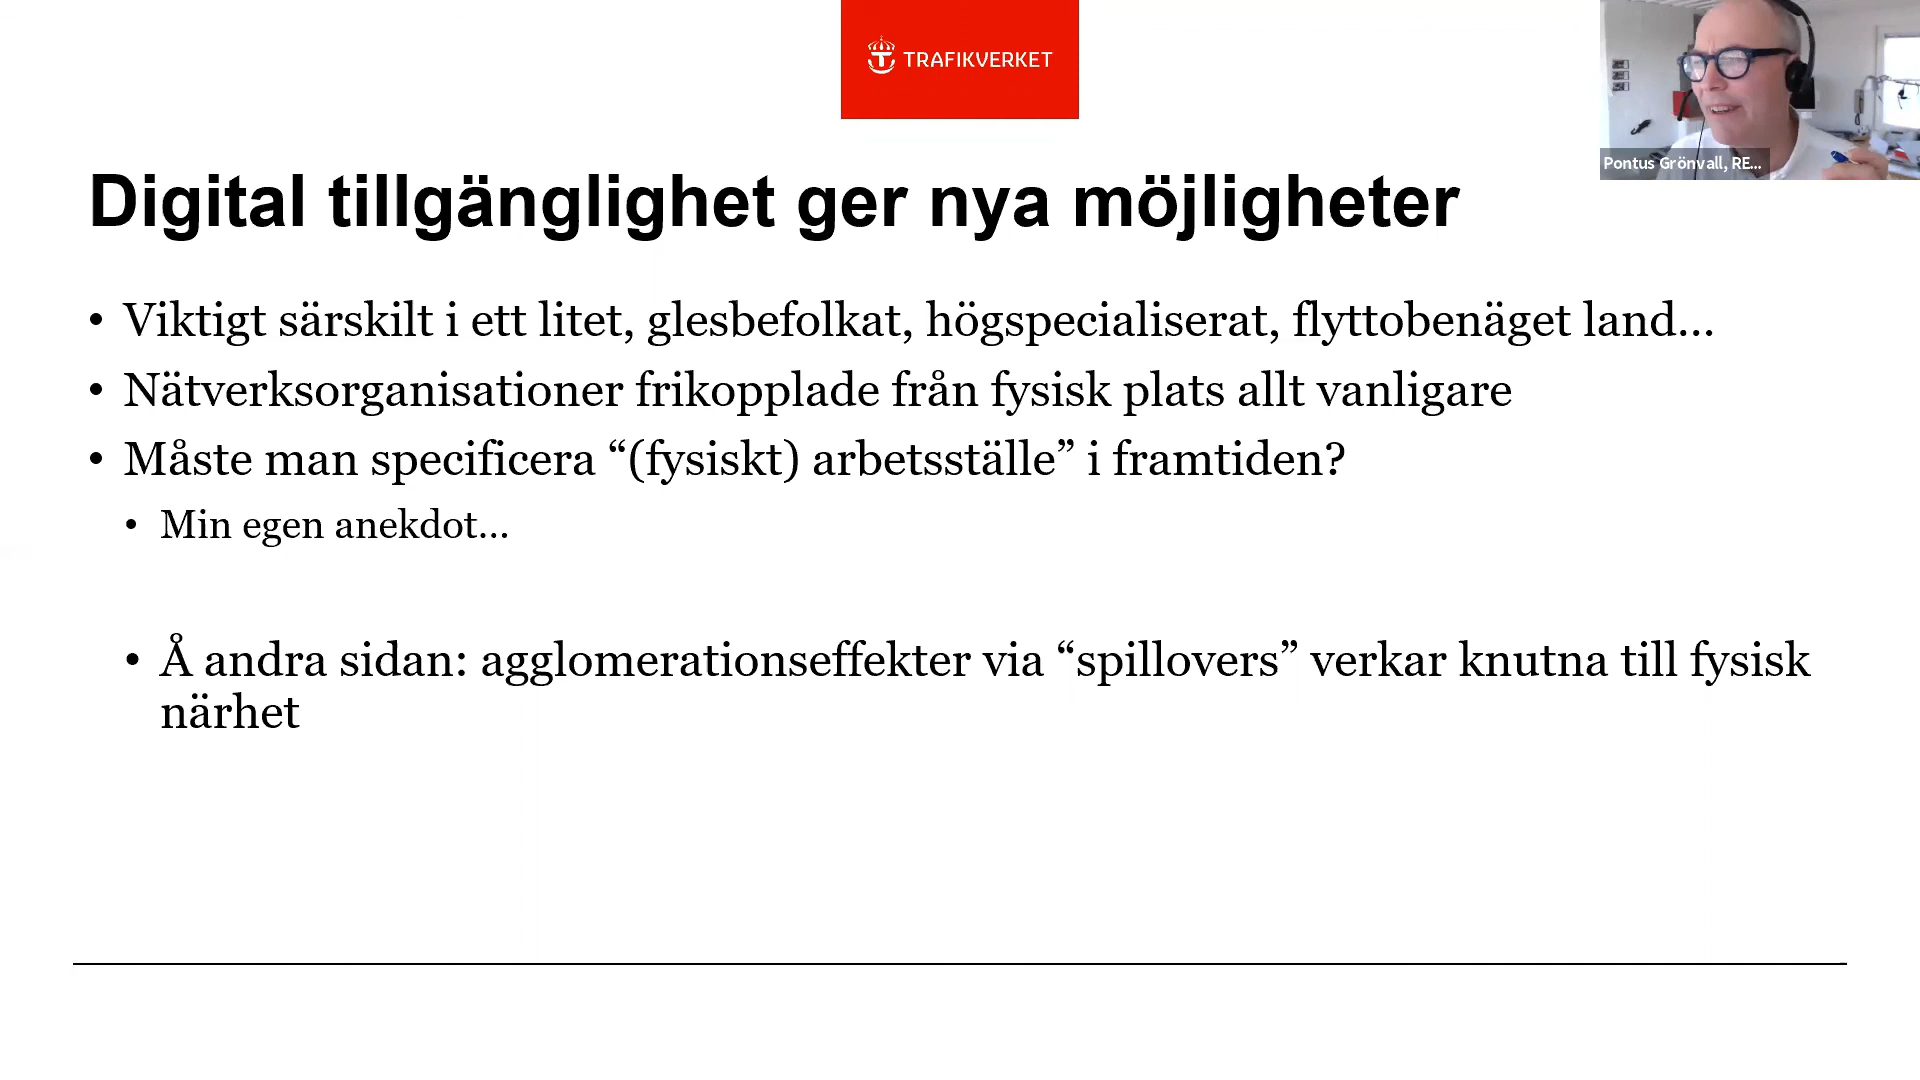 TRAFIKVERKET
Pontus Grönvall, RE...
Digital tillgänglighet ger nya möjligheter
• Viktigt särskilt i ett litet, glesbefolkat, högspecialiserat, flyttobenäget land…
• Nätverksorganisationer frikopplade från fysisk plats allt vanligare
• Måste man specificera “(fysiskt) arbetsställe” i framtiden?
• Min egen anekdot…
• Å andra sidan: agglomerationseffekter via “spillovers” verkar knutna till fysisk
närhet